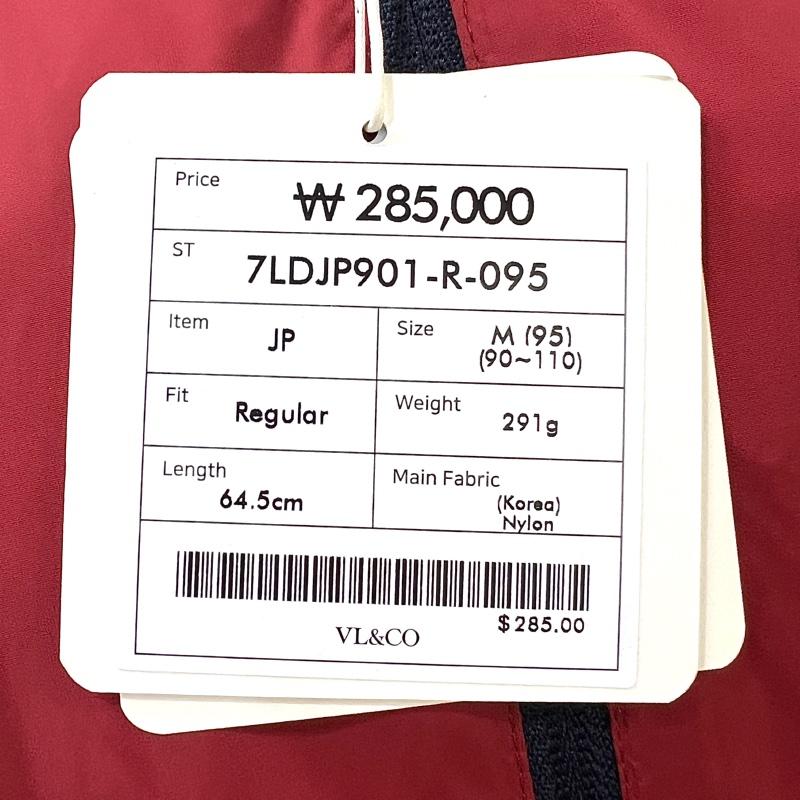 Price
₩ 285,000
ST
7LDJP901-R-095
Item
JP
Size
M (95)
(90~110)
Fit
Regular
Weight
291g
Length
64.5cm
Main Fabric
(Korea)
Nylon
$285.00
VL&CO